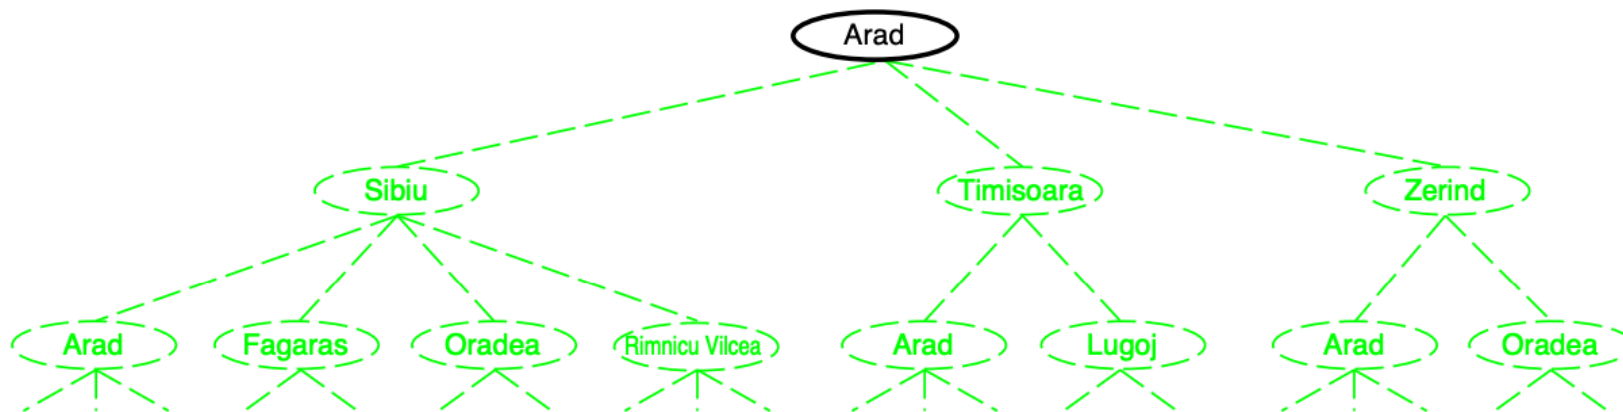 Arad
Sibiu
Timisoara
Zerind
Arad
Fagaras
Oradea
Rimnicu Vilcea
Arad
Lugoj
Arad
Oradea